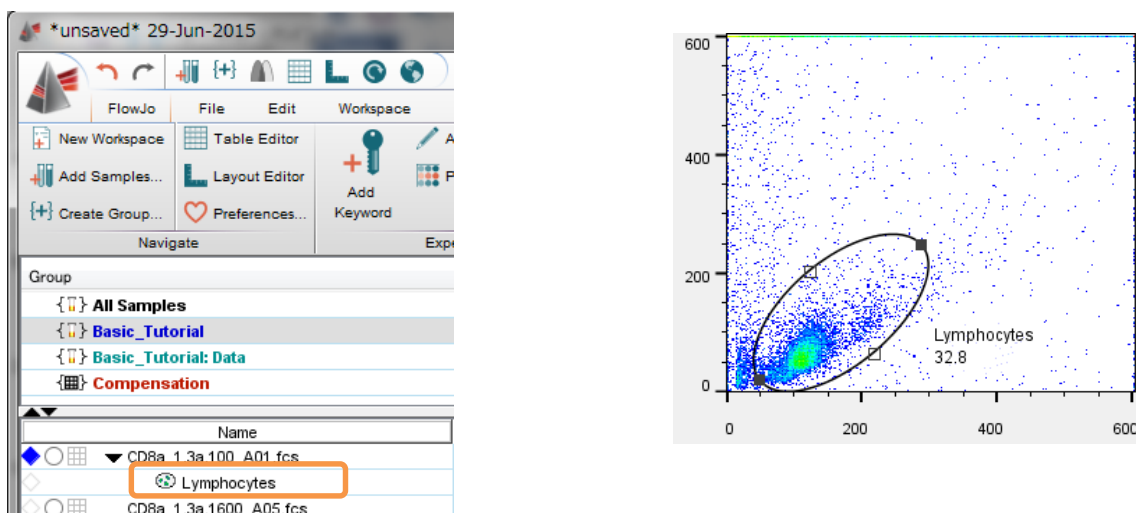 *unsaved* 29-Jun-2015
FlowJo File Edit Workspace
New Workspace Table Editor
Add Samples... Layout Editor
Add
Keyword
Create Group... Preferences...
Navigate
Group
{ } All Samples
{ } Basic_Tutorial
{ } Basic_Tutorial: Data
{ } Compensation
Name
CD8a_1.3a 100_A01.fcs
Lymphocytes
CD8a_1.3a 1600_A05.fcs
600
400
200
0
Lymphocytes
32.8
0 200 400 600